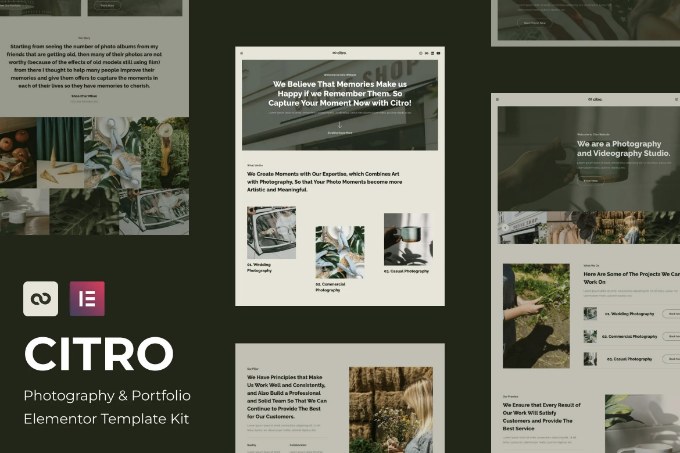 Starting from seeing the number of photo albums from my
friends that are getting old, then many of their photos are not
worthy (because of the effects of old models still using film)
from there I thought to help many people improve their
memories and give them offers to capture the moments in
each of their lives so they have memories to cherish.
CITRO
Photography & Portfolio
Elementor Template Kit
We Believe That Memories Make us
Happy if we Remember Them. So
Capture Your Moment Now with Citro!
We Create Moments with Our Expertise, which Combines Art
with Photography, So that Your Photo Moments become more
Artistic and Meaningful.
01. Wedding
Photography
02. Commercial
Photography
03. Casual Photography
We Have Principles that Make
Us Work Well and Consistently,
and Also Build a Professional,
and Solid Team So That We Can
Continue to Provide The Best
for Our Customers.
We are a Photography
and Videography Studio.
Here Are Some of The Projects We Can
Work On
01. Wedding Photography
02. Commercial Photography
03. Casual Photography
We Ensure that Every Result of
Our Work Will Satisfy
Customers and Provide The
Best Service